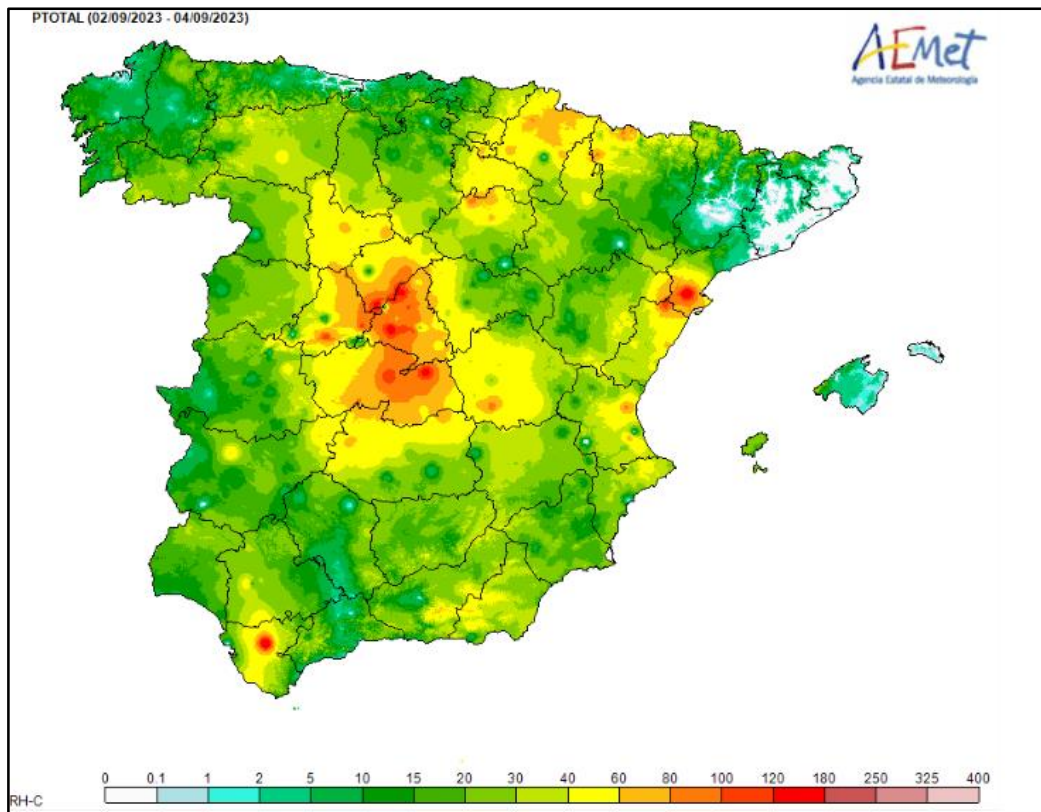 PTOTAL (02/09/2023 - 04/09/2023)
AEMet
Agencia Estatal de Meteorología
0 0.1 1 2 5 10 15 20 30 40 60 80 100 120 180 250 325 400
RH-C